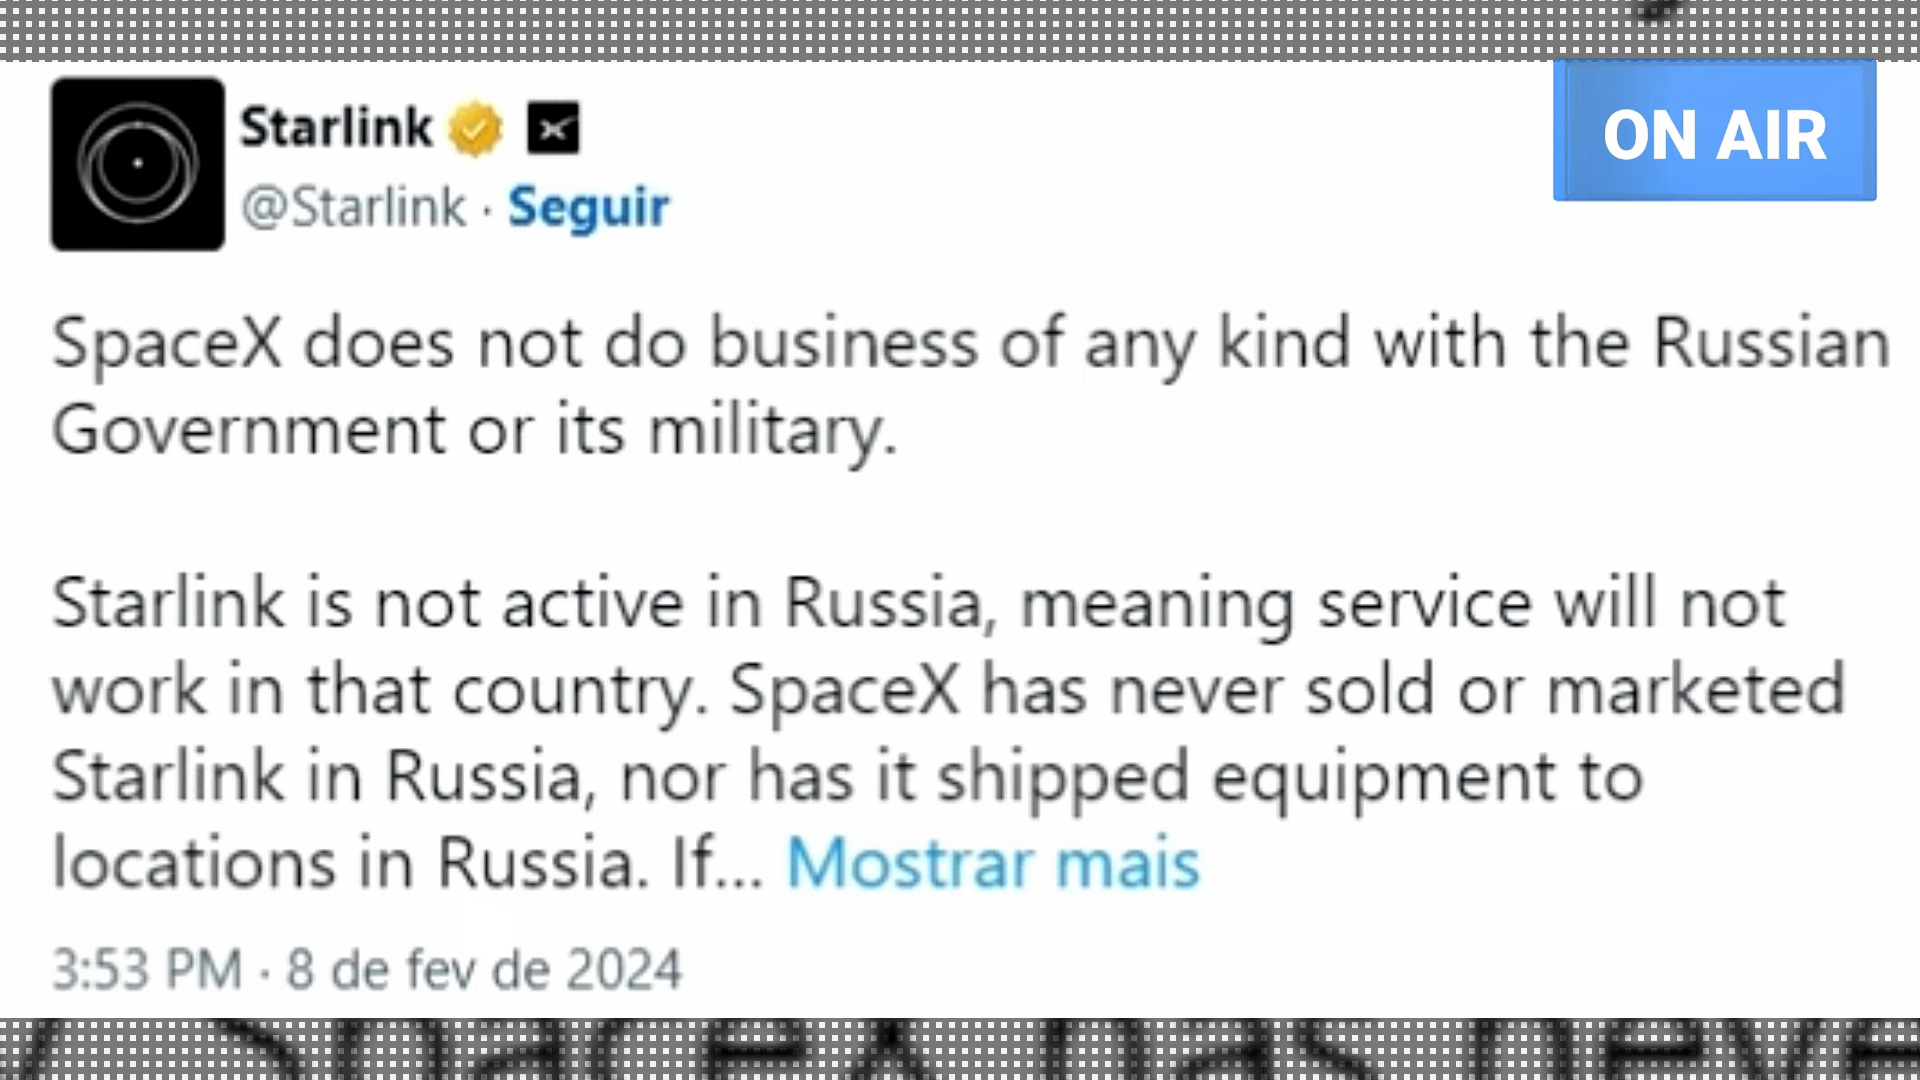 Starlink
ON AIR
@Starlink · Seguir
SpaceX does not do business of any kind with the Russian
Government or its military.
Starlink is not active in Russia, meaning service will not
work in that country. SpaceX has never sold or marketed
Starlink in Russia, nor has it shipped equipment to
locations in Russia. If... Mostrar mais
3:53 PM · 8 de fev de 2024
SpaceX has neve